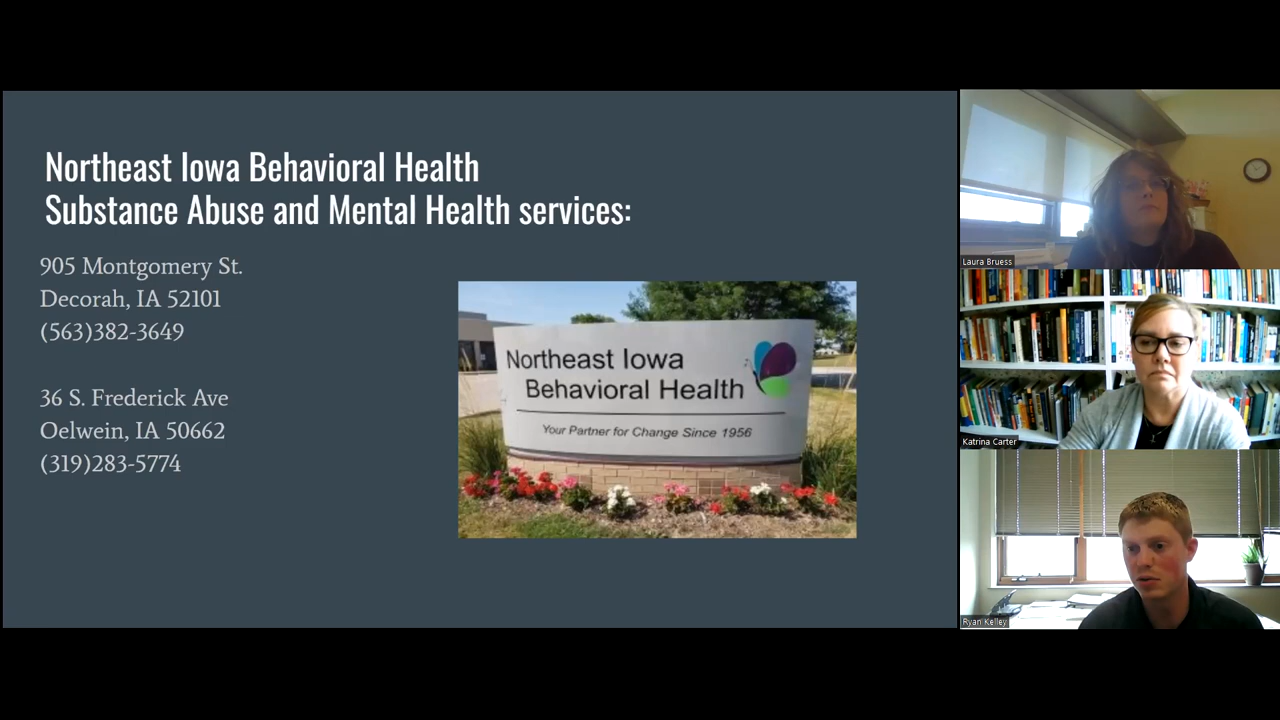 Northeast Iowa Behavioral Health
Substance Abuse and Mental Health services:
905 Montgomery St.
Decorah, IA 52101
(563)382-3649
36 S. Frederick Ave
Oelwein, IA 50662
(319)283-5774
Northeast Iowa
Behavioral Health
Your Partner for Change Since 1956
Laura Bruess
Katrina Carter
Ryan Kelley